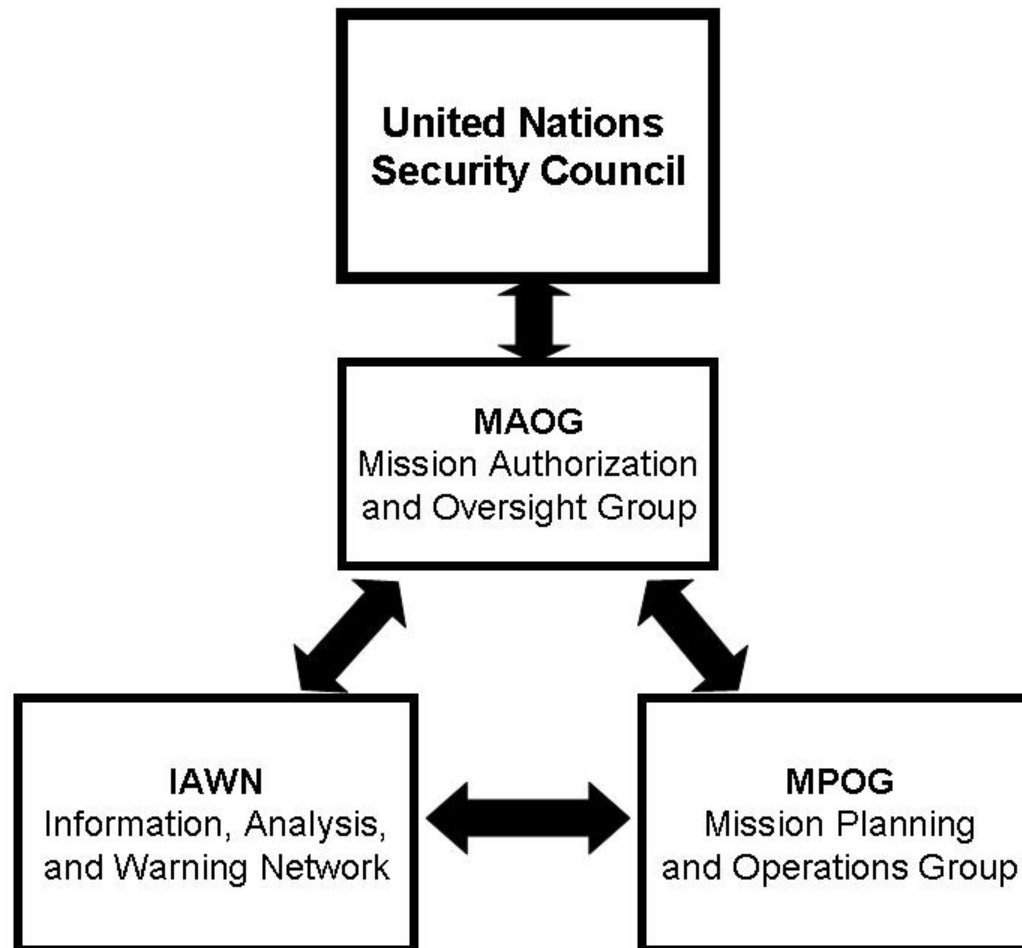 United Nations
Security Council
MAOG
Mission Authorization
and Oversight Group
IAWN
Information, Analysis,
and Warning Network
MPOG
Mission Planning
and Operations Group